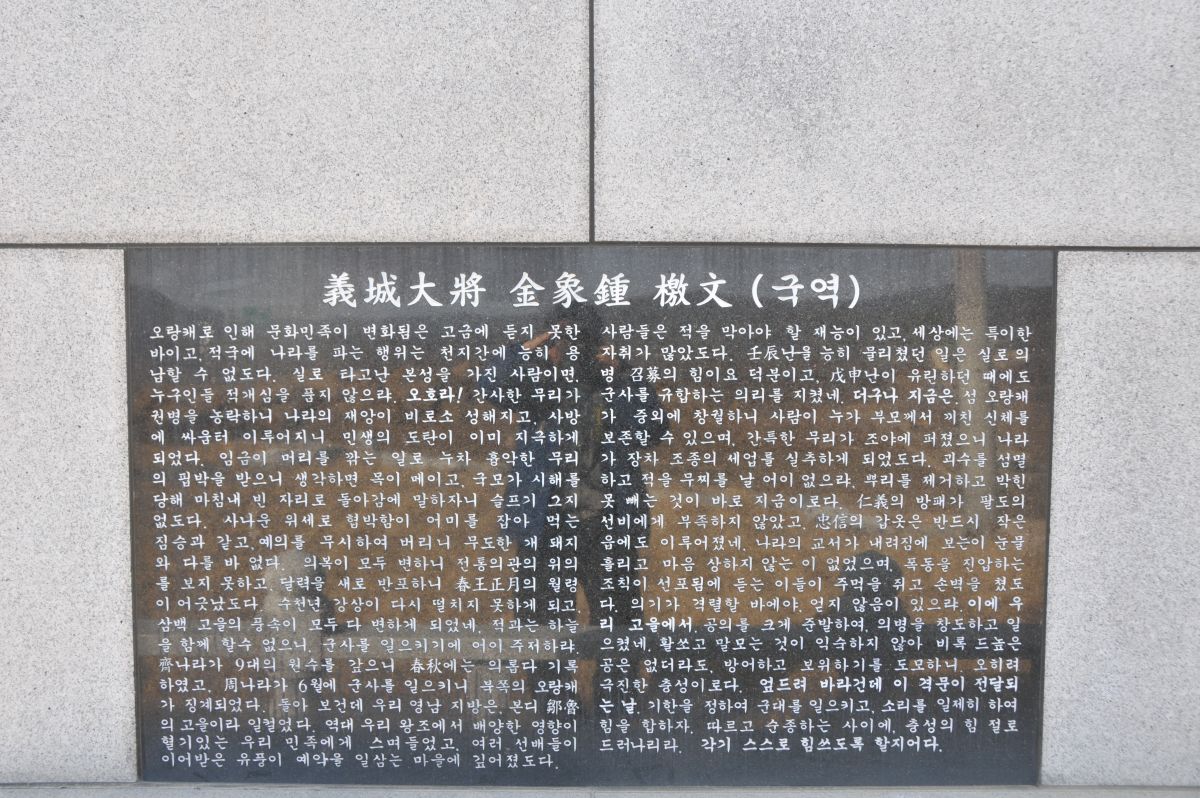 義城大將 金象鍾 檄文 (국역)
오랑캐로 인해 문화민족이 변화됨은 고금에 듣지 못한
바이고, 적국에 나라를 파는 행위는 천지간에 능히 용
납할 수 없도다. 실로 타고난 본성을 가진 사람이면,
누구인들 적개심을 품지 않으랴. 오호라! 간사한 무리가
권병을 농락하니 나라의 재앙이 비로소 성해지고, 사방
에 싸움터 이루어지니 민생의 도탄이 이미 지극하게
되었다. 임금이 머리를 깎는 일로 누차 흉악한 무리
의 핍박을 받으니 생각하면 목이 메이고, 국모가 시해를
당해 마침내 빈 자리로 돌아감에 말하자니 슬프기 그지
없도다. 사나운 위세로 협박함이 어미를 잡아 먹는
짐승과 같고, 예의를 무시하여 버리니 무도한 개 돼지
와 다를 바 없다. 의복이 모두 변하니 전통의관의 위의
를 보지 못하고, 달력을 새로 반포하니 春王正月의 월령
이 어긋났도다. 수천년 강상이 다시 떨치지 못하게 되고,
삼백 고을의 풍속이 모두 다 변하게 되었네. 적과는 하늘
을 함께 할수 없으니, 군사를 일으키기에 어이 주저하랴.
齊나라가 9대의 원수를 갚으니 春秋에는 의롭다 기록
하였고, 周나라가 6월에 군사를 일으키니 북쪽의 오랑캐
가 징계되었다. 돌아 보건데 우리 영남 지방은, 본디 鄒魯
의 고을이라 일컬었다. 역대 우리 왕조에서 배양한 영향이
혈기있는 우리 민족에게 스며들었고, 여러 선배들이
이어받은 유풍이 예악을 일삼는 마을에 깊어졌도다.
사람들은 적을 막아야 할 재능이 있고, 세상에는 특이한
자취가 많았도다. 壬辰난을 능히 물리쳤던 일은 실로 의
병 召募의 힘이요 덕분이고, 戊申난이 유린하던 때에도
군사를 규합하는 의리를 지켰네. 더구나 지금은, 섬 오랑캐
가 중외에 창궐하니 사람이 누가 부모께서 끼친 신체를
보존할 수 있으며, 간특한 무리가 조야에 퍼졌으니 나라
가 장차 조종의 세업를 실추하게 되었도다. 괴수를 섬멸
하고 적을 무찌를 날 어이 없으랴. 뿌리를 제거하고 박힌
못 빼는 것이 바로 지금이로다. 仁義의 방패가 팔도의
선비에게 부족하지 않았고, 忠信의 갑옷은 반드시 작은
읍에도 이루어졌네. 나라의 교서가 내려짐에 보는이 눈물
흘리고 마음 상하지 않는 이 없었으며, 폭동을 진압하는
조칙이 선포됨에 듣는 이들이 주먹을 쥐고 손벽을 쳤도
다. 의기가 격렬할 바에야, 얻지 않음이 있으랴. 이에 우
리 고을에서, 공의를 크게 준발하여, 의병을 창도하고 일
으켰네. 활쏘고 말모는 것이 익숙하지 않아 비록 드높은
공은 없더라도, 방어하고 보위하기를 도모하니, 오히려
극진한 충성이로다. 엎드려 바라건데 이 격문이 전달되
는 날, 기한을 정하여 군대를 일으키고, 소리를 일제히 하여
힘을 합하자. 따르고 순종하는 사이에, 충성의 힘 절로
드러나리라. 각기 스스로 힘쓰도록 할지어다.